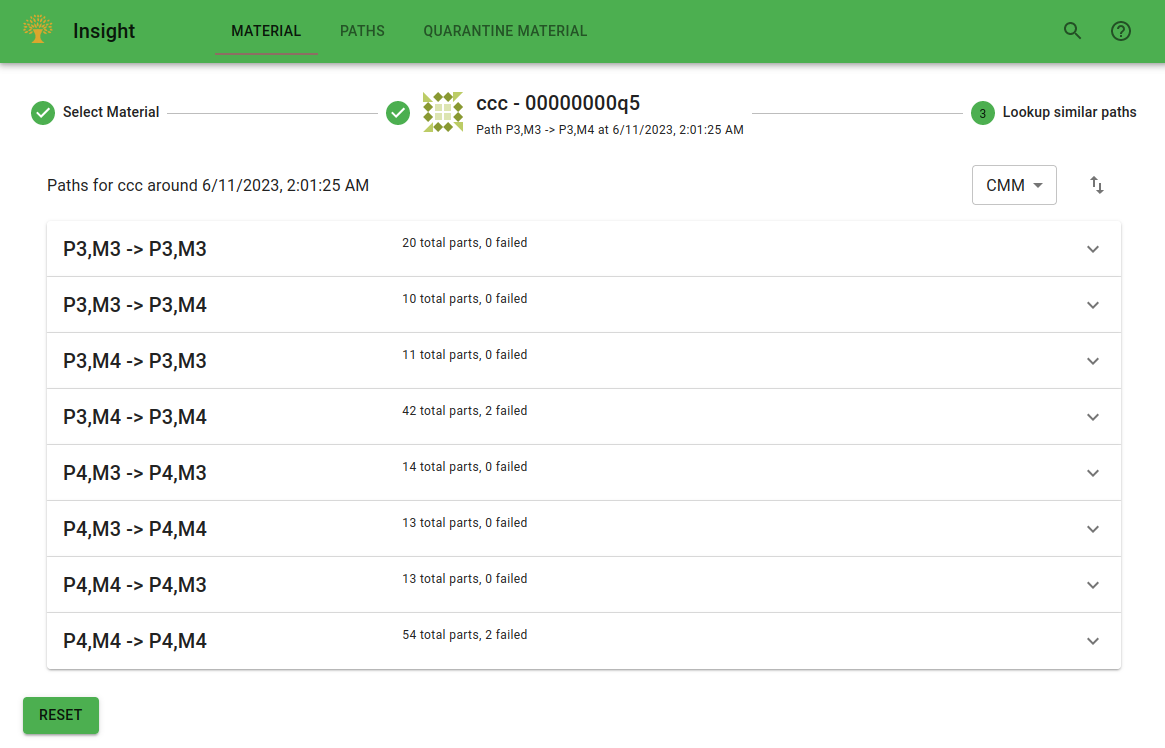 Insight
MATERIAL PATHS QUARANTINE MATERIAL
Select Material
ccc - 00000000q5
Path P3,M3 -> P3,M4 at 6/11/2023, 2:01:25 AM
3 Lookup similar paths
Paths for ccc around 6/11/2023, 2:01:25 AM
CMM
P3,M3 -> P3,M3 20 total parts, 0 failed
P3,M3 -> P3,M4 10 total parts, 0 failed
P3,M4 -> P3,M3 11 total parts, 0 failed
P3,M4 -> P3,M4 42 total parts, 2 failed
P4,M3 -> P4,M3 14 total parts, 0 failed
P4,M3 -> P4,M4 13 total parts, 0 failed
P4,M4 -> P4,M3 13 total parts, 0 failed
P4,M4 -> P4,M4 54 total parts, 2 failed
RESET